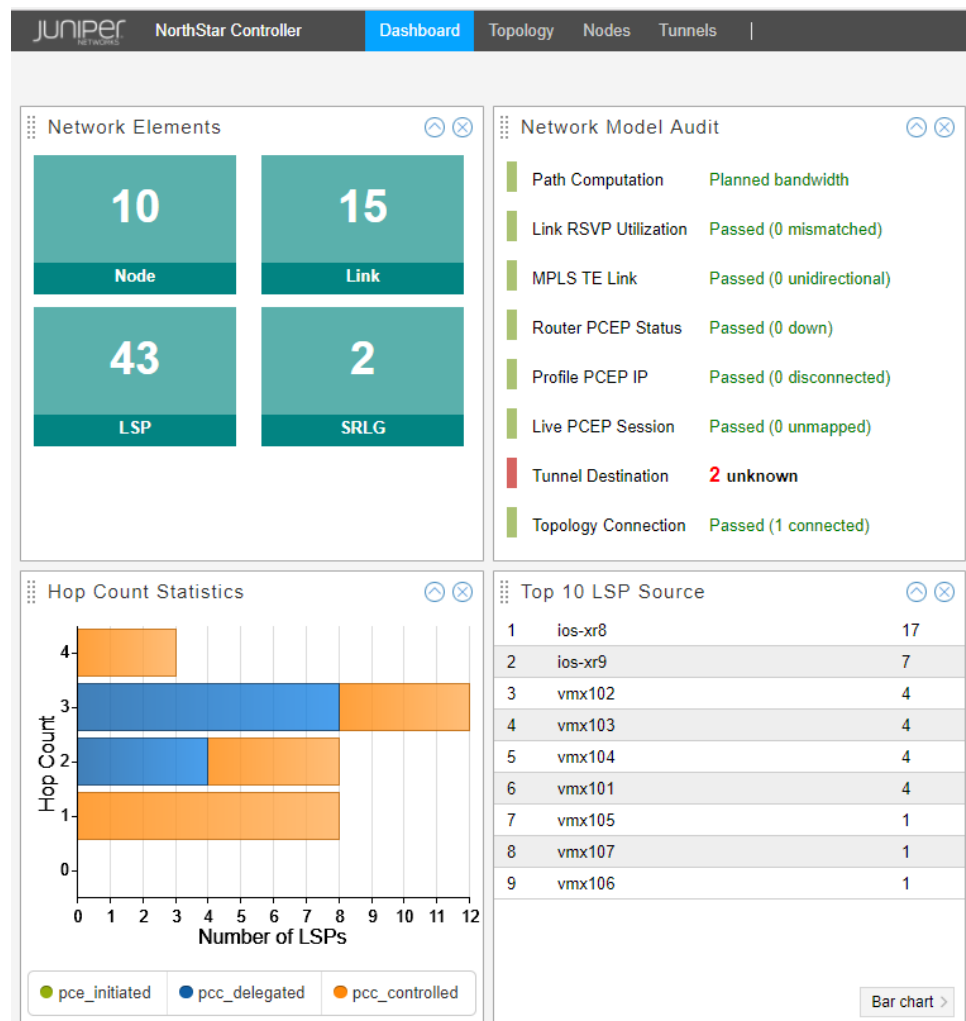 JUNIPER NETWORKS NorthStar Controller Dashboard Topology Nodes Tunnels |
Network Elements
10
Node
15
Link
43
LSP
2
SRLG
Network Model Audit
Path Computation Planned bandwidth
Link RSVP Utilization Passed (0 mismatched)
MPLS TE Link Passed (0 unidirectional)
Router PCEP Status Passed (0 down)
Profile PCEP IP Passed (0 disconnected)
Live PCEP Session Passed (0 unmapped)
Tunnel Destination 2 unknown
Topology Connection Passed (1 connected)
Hop Count Statistics
Hop Count
4
3
2
1
0
0 1 2 3 4 5 6 7 8 9 10 11 12
Number of LSPs
pce_initiated pcc_delegated pcc_controlled
Top 10 LSP Source
1 ios-xr8 17
2 ios-xr9 7
3 vmx102 4
4 vmx103 4
5 vmx104 4
6 vmx101 4
7 vmx105 1
8 vmx107 1
9 vmx106 1
Bar chart >